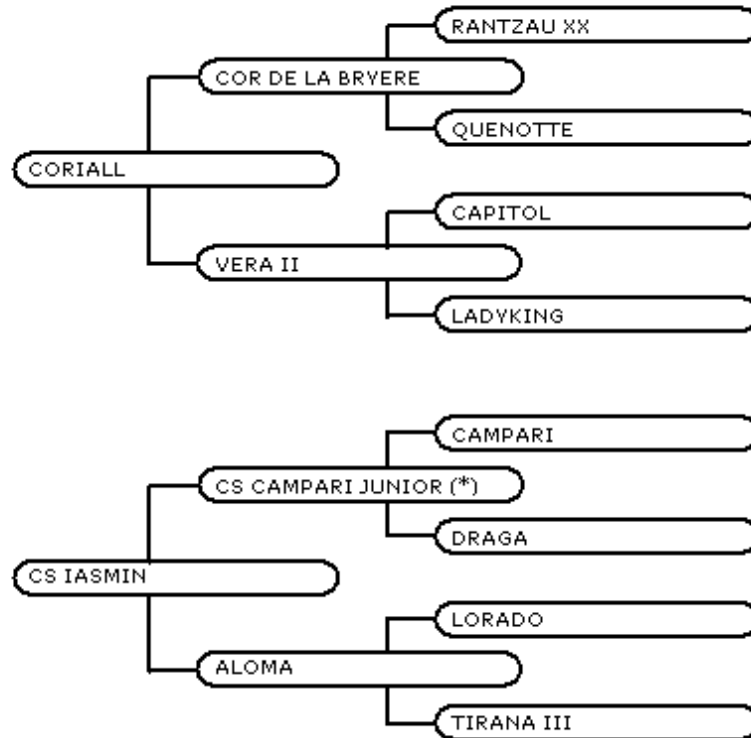 RANTZAU XX
COR DE LA BRYERE
QUENOTTE
CORIALL
CAPITOL
VERA II
LADYKING
CAMPARI
CS CAMPARI JUNIOR (*)
DRAGA
CS IASMIN
LORADO
ALOMA
TIRANA III